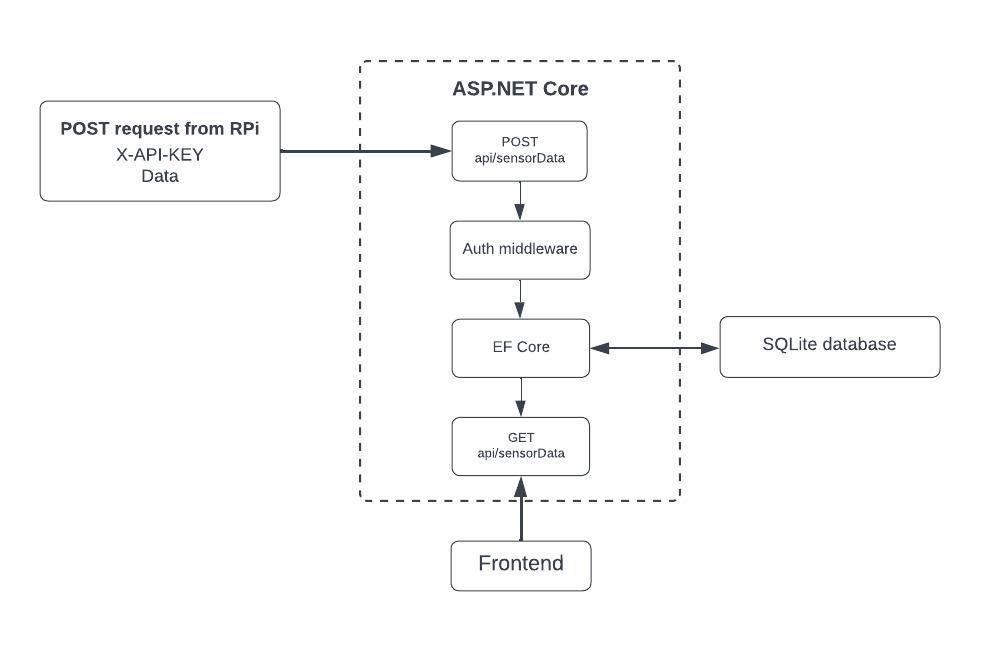 ASP.NET Core
POST request from RPi
X-API-KEY
Data
POST
api/sensorData
Auth middleware
EF Core
SQLite database
GET
api/sensorData
Frontend